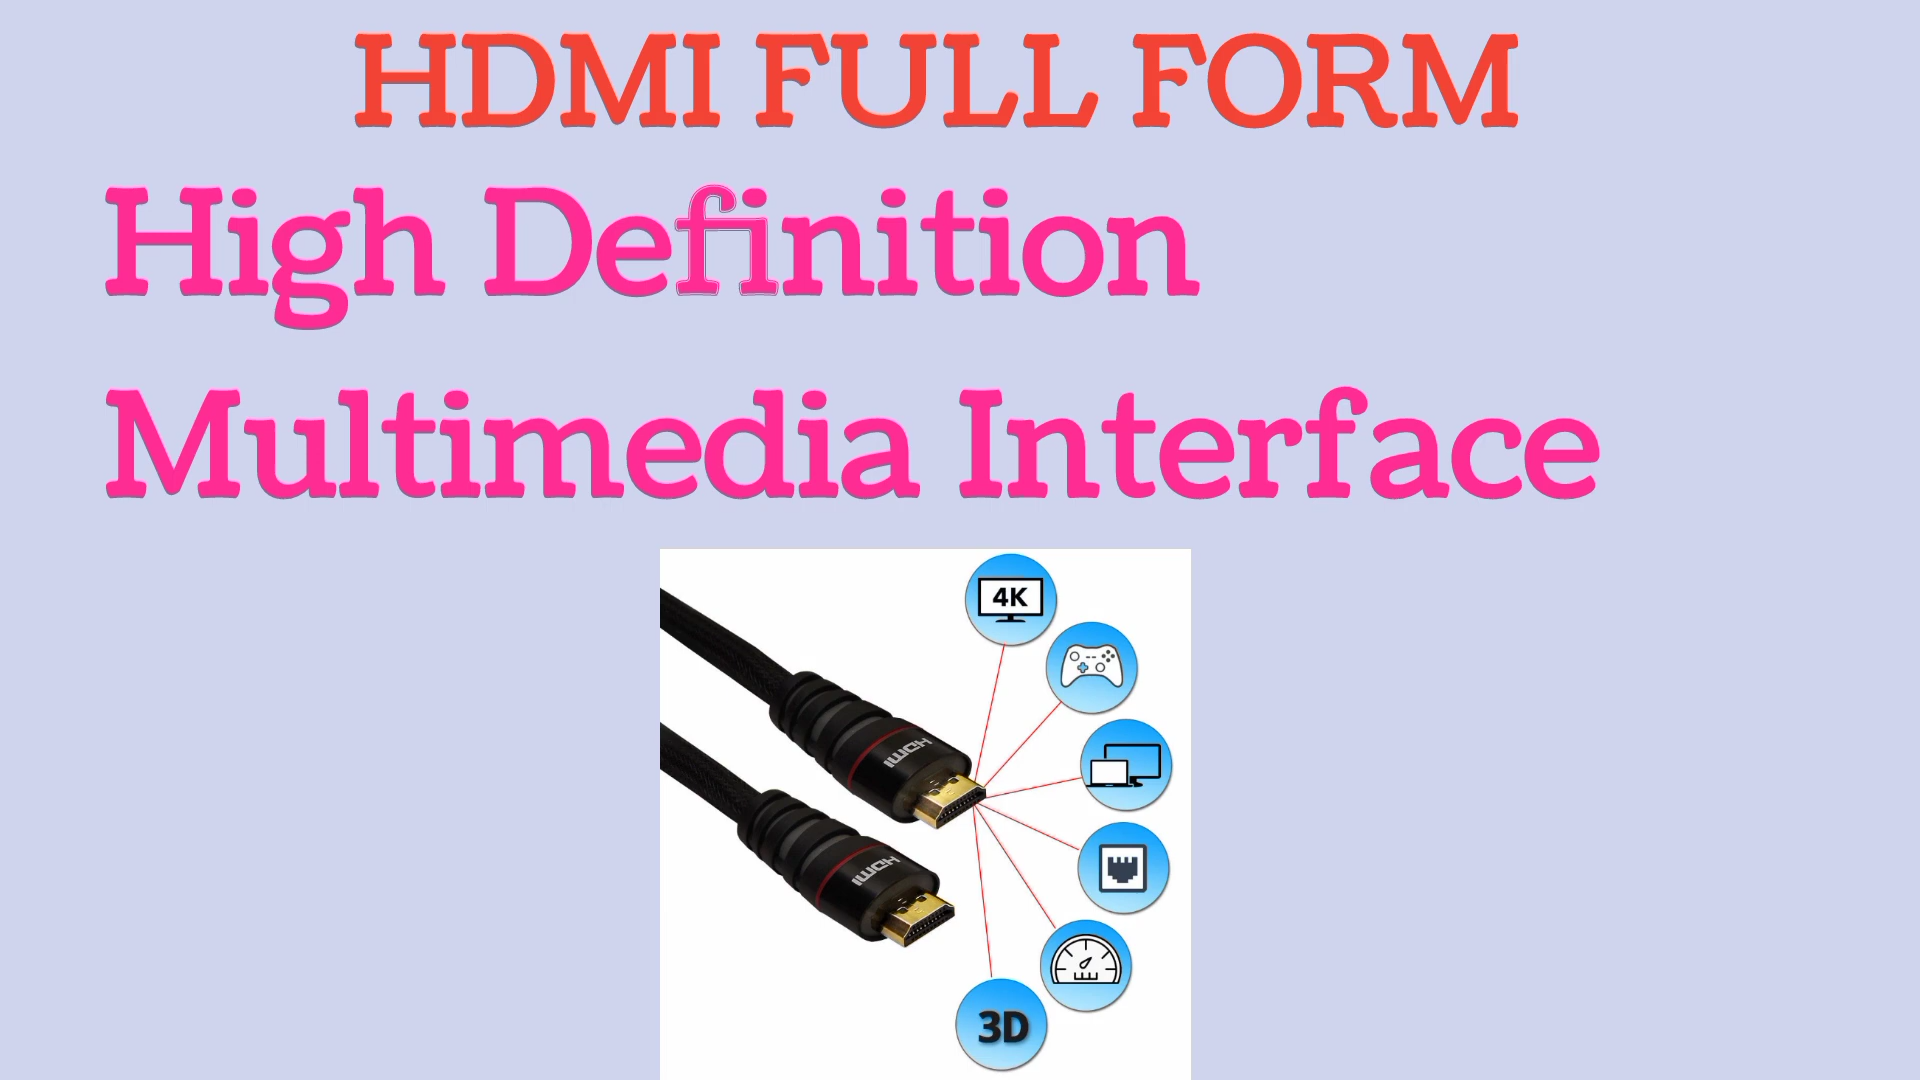 HDMI FULL FORM
High Definition
Multimedia Interface
4K
HDMI
HDMI
3D